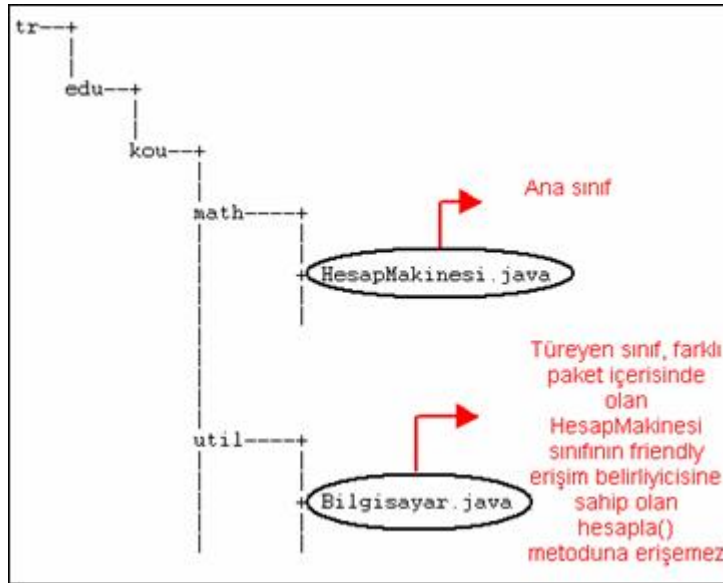 tr--+
edu--+
kou--+
math----+
Ana sınıf
+HesapMakinesi.java
Türeyen sınıf, farklı
paket içerisinde
olan
HesapMakinesi
sınıfının friendly
erişim belirliyicisine
sahip olan
hesapla()
metoduna erişemez
util----+
+Bilgisayar.java